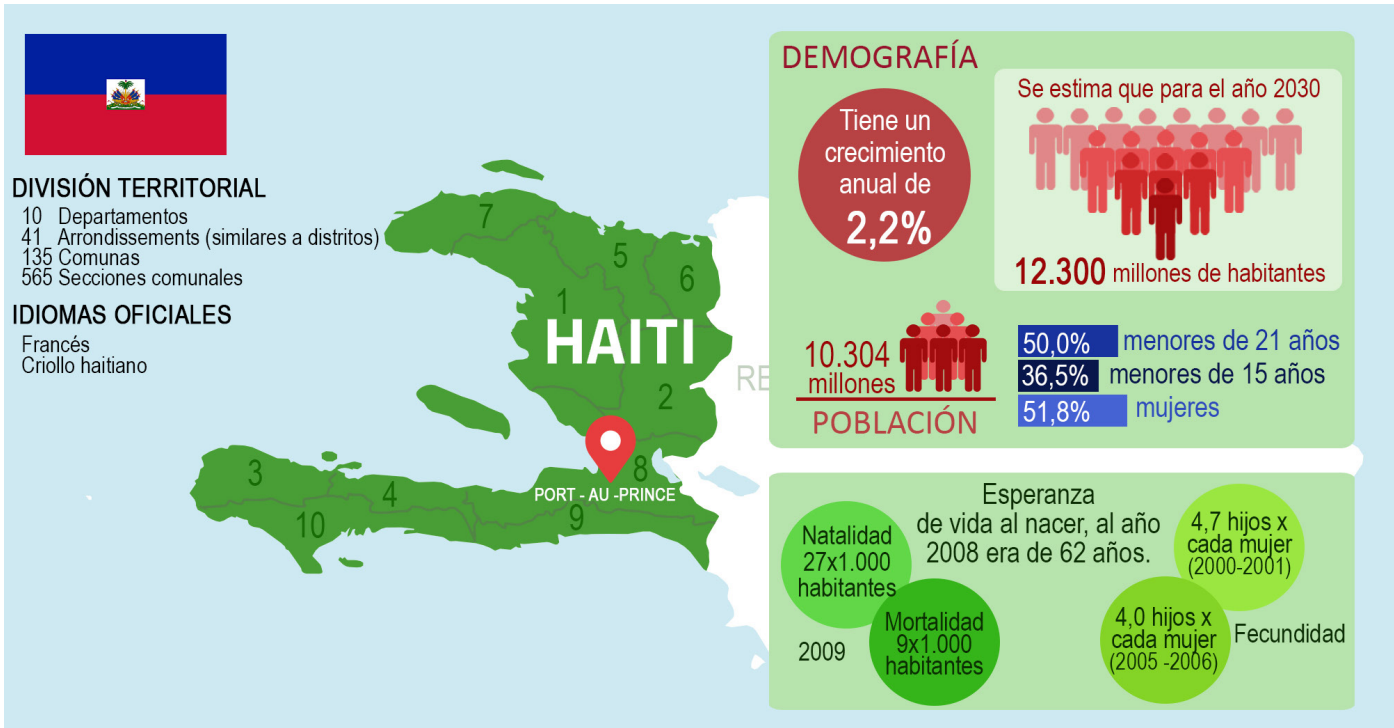 DIVISIÓN TERRITORIAL
10 Departamentos
41 Arrondissements (similares a distritos)
135 Comunas
565 Secciones comunales
IDIOMAS OFICIALES
Francés
Criollo haitiano
7
5
6
1
HAITI
2
RE
3
4
8
PORT - AU -PRINCE
9
10
DEMOGRAFÍA
Tiene un
crecimiento
anual de
2,2%
Se estima que para el año 2030
12.300 millones de habitantes
10.304
millones
POBLACIÓN
50,0% menores de 21 años
36,5% menores de 15 años
51,8% mujeres
Natalidad
27x1.000
habitantes
Mortalidad
9x1.000
habitantes
2009
Esperanza
de vida al nacer, al año
2008 era de 62 años.
4,7 hijos x
cada mujer
(2000-2001)
4,0 hijos x
cada mujer
(2005 -2006)
Fecundidad